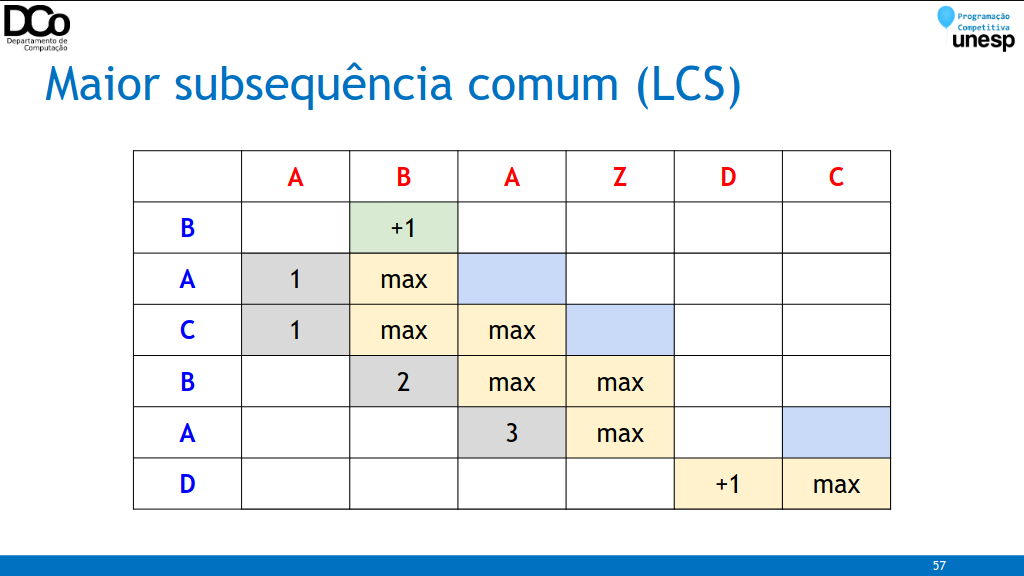 DCo
Departamento de
Computação
Programação
Competitiva
unesp
Maior subsequência comum (LCS)
A B A Z D C
B +1
A 1 max
C 1 max max
B 2 max max
A 3 max
D +1 max
57